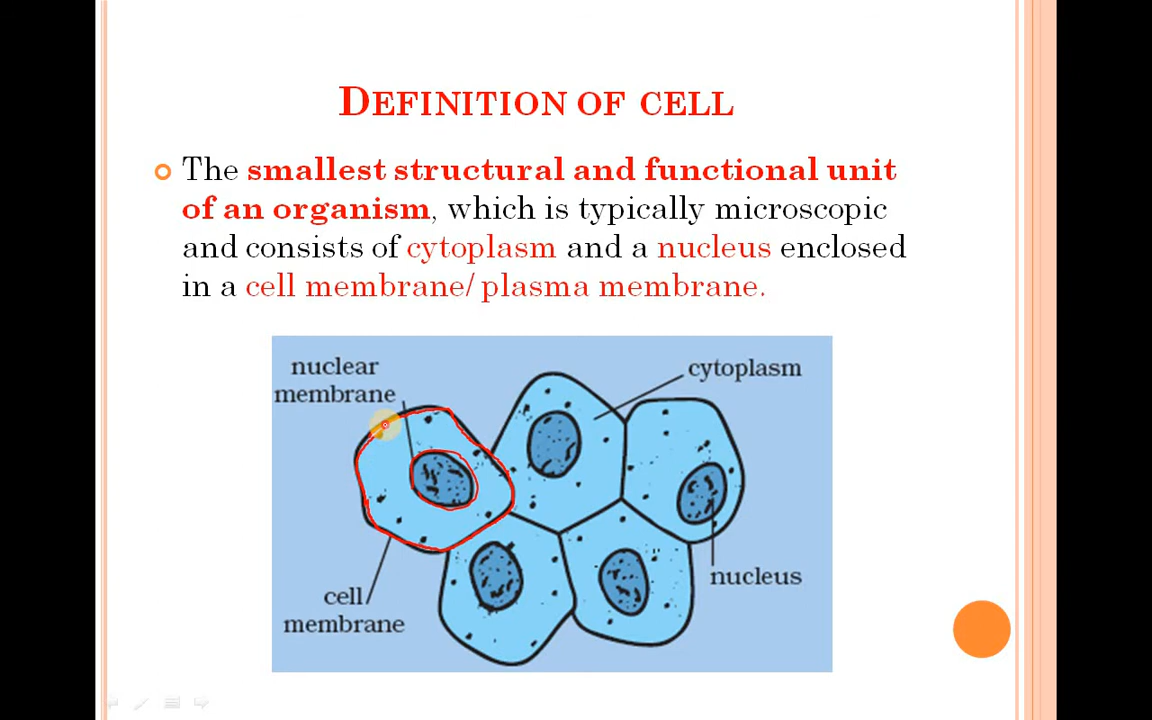 DEFINITION OF CELL
The smallest structural and functional unit
of an organism, which is typically microscopic
and consists of cytoplasm and a nucleus enclosed
in a cell membrane/ plasma membrane.
nuclear
membrane
cytoplasm
nucleus
cell
membrane